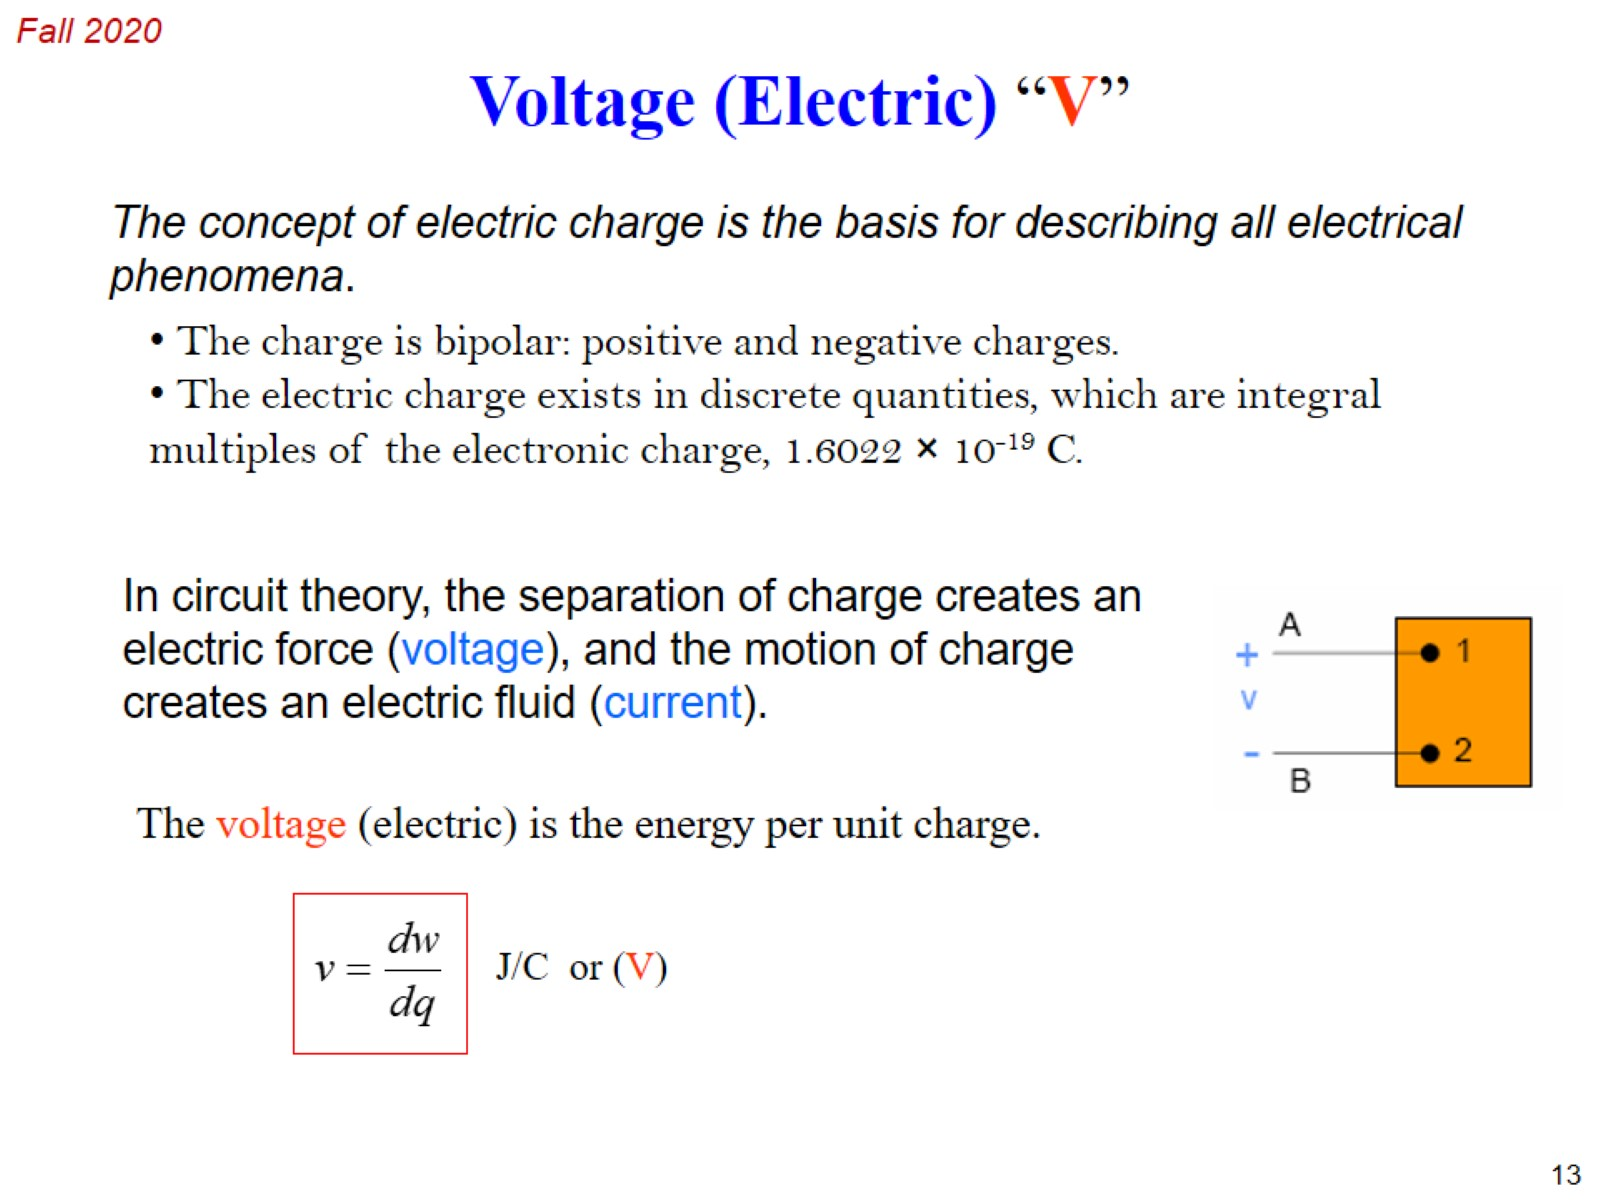 Fall 2020
Voltage (Electric) “V”
The concept of electric charge is the basis for describing all electrical
phenomena.
• The charge is bipolar: positive and negative charges.
• The electric charge exists in discrete quantities, which are integral
multiples of the electronic charge, 1.6022 × 10⁻¹⁹ C.
In circuit theory, the separation of charge creates an
electric force (voltage), and the motion of charge
creates an electric fluid (current).
A
+ 1
v
- 2
B
The voltage (electric) is the energy per unit charge.
v = dw/dq J/C or (V)
13